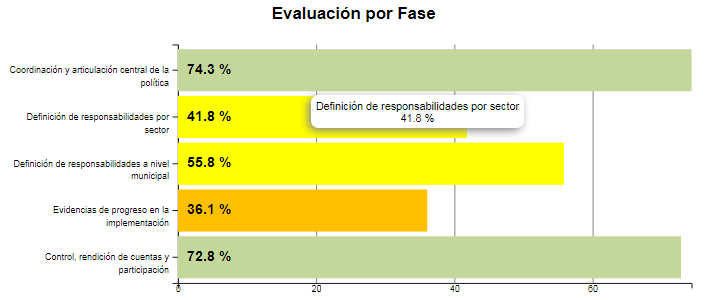 Evaluación por Fase
Coordinación y articulación central de la
política
74.3 %
Definición de responsabilidades por
sector
41.8 %
Definición de responsabilidades por sector
41.8 %
Definición de responsabilidades a nivel
municipal
55.8 %
Evidencias de progreso en la
implementación
36.1 %
Control, rendición de cuentas y
participación
72.8 %
0 20 40 60